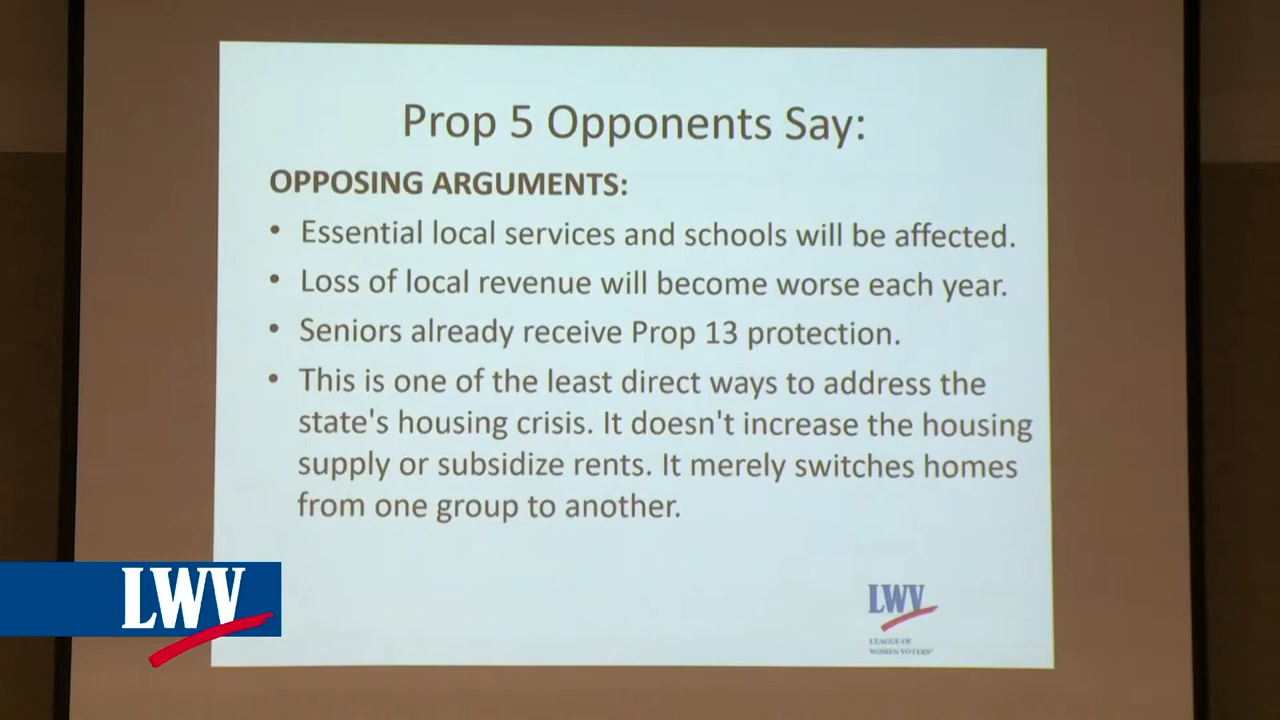 Prop 5 Opponents Say:
OPPOSING ARGUMENTS:
• Essential local services and schools will be affected.
• Loss of local revenue will become worse each year.
• Seniors already receive Prop 13 protection.
• This is one of the least direct ways to address the
state's housing crisis. It doesn't increase the housing
supply or subsidize rents. It merely switches homes
from one group to another.
LWV
LWV
LEAGUE OF
WOMEN VOTERS®